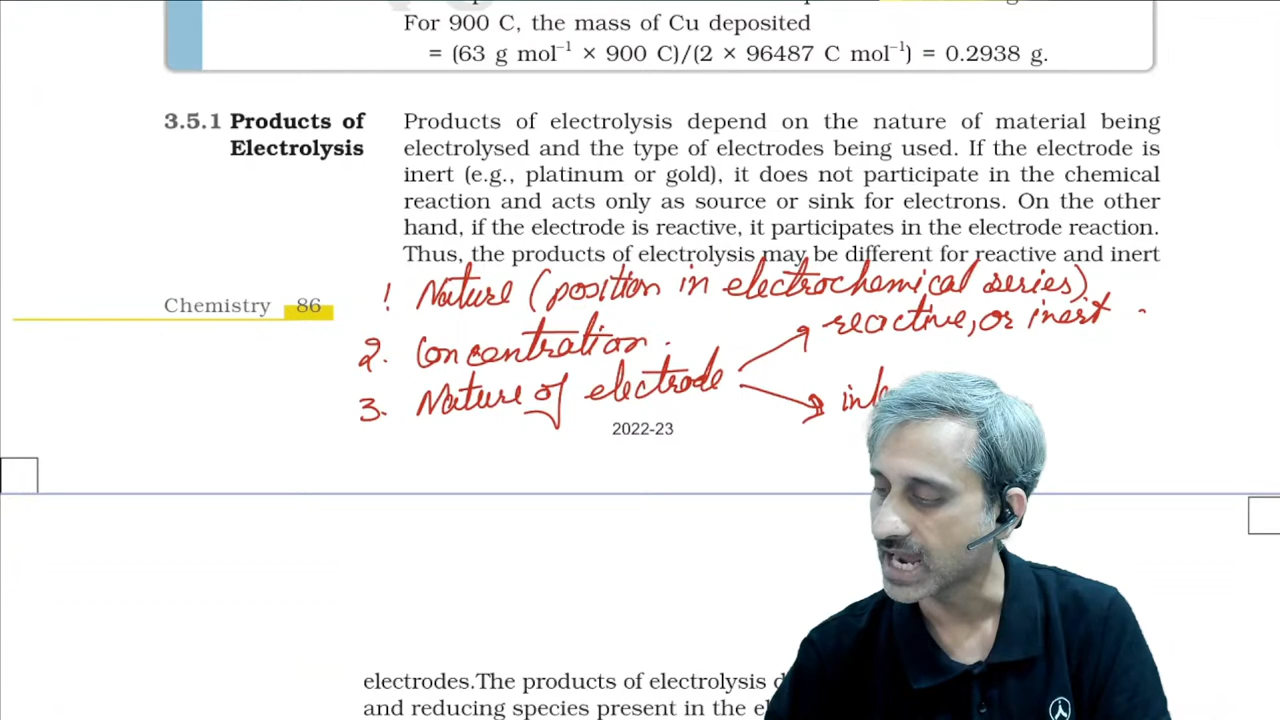 For 900 C, the mass of Cu deposited
= (63 g mol⁻¹ × 900 C)/(2 × 96487 C mol⁻¹) = 0.2938 g.
3.5.1 Products of Electrolysis
Products of electrolysis depend on the nature of material being
electrolysed and the type of electrodes being used. If the electrode is
inert (e.g., platinum or gold), it does not participate in the chemical
reaction and acts only as source or sink for electrons. On the other
hand, if the electrode is reactive, it participates in the electrode reaction.
Thus, the products of electrolysis may be different for reactive and inert
! Nature (position in electrochemical series)
Chemistry 86
reactive, or inert
2. Concentration.
3. Nature of electrode
2022-23
electrodes.The products of electrolysis
and reducing species present in the